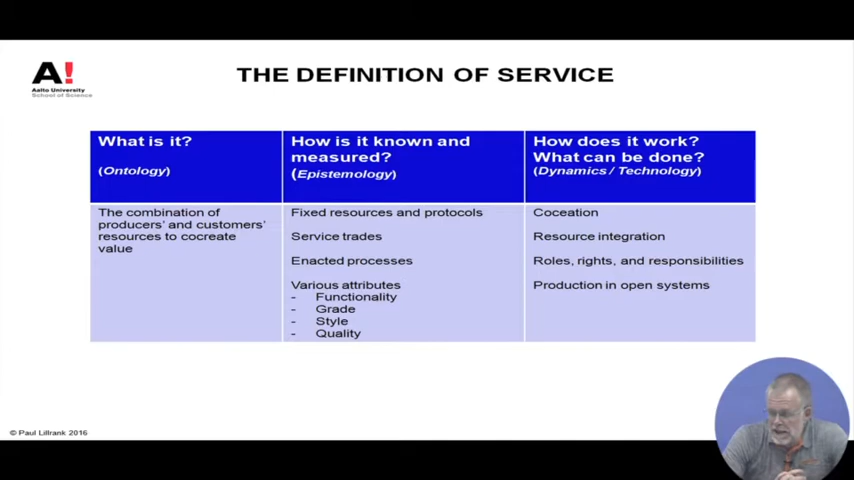 A!
Aalto University
School of Science
THE DEFINITION OF SERVICE
What is it?
(Ontology)
How is it known and
measured?
(Epistemology)
How does it work?
What can be done?
(Dynamics / Technology)
The combination of
producers' and customers'
resources to cocreate
value
Fixed resources and protocols
Service trades
Enacted processes
Various attributes
- Functionality
- Grade
- Style
- Quality
Coceation
Resource integration
Roles, rights, and responsibilities
Production in open systems
© Paul Lillrank 2016